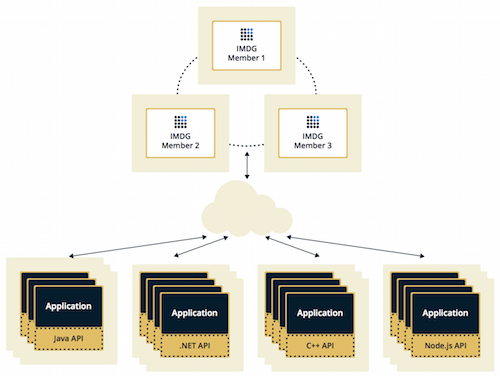 IMDG
Member 1
IMDG
Member 2
IMDG
Member 3
Application
Java API
Application
.NET API
Application
C++ API
Application
Node.js API